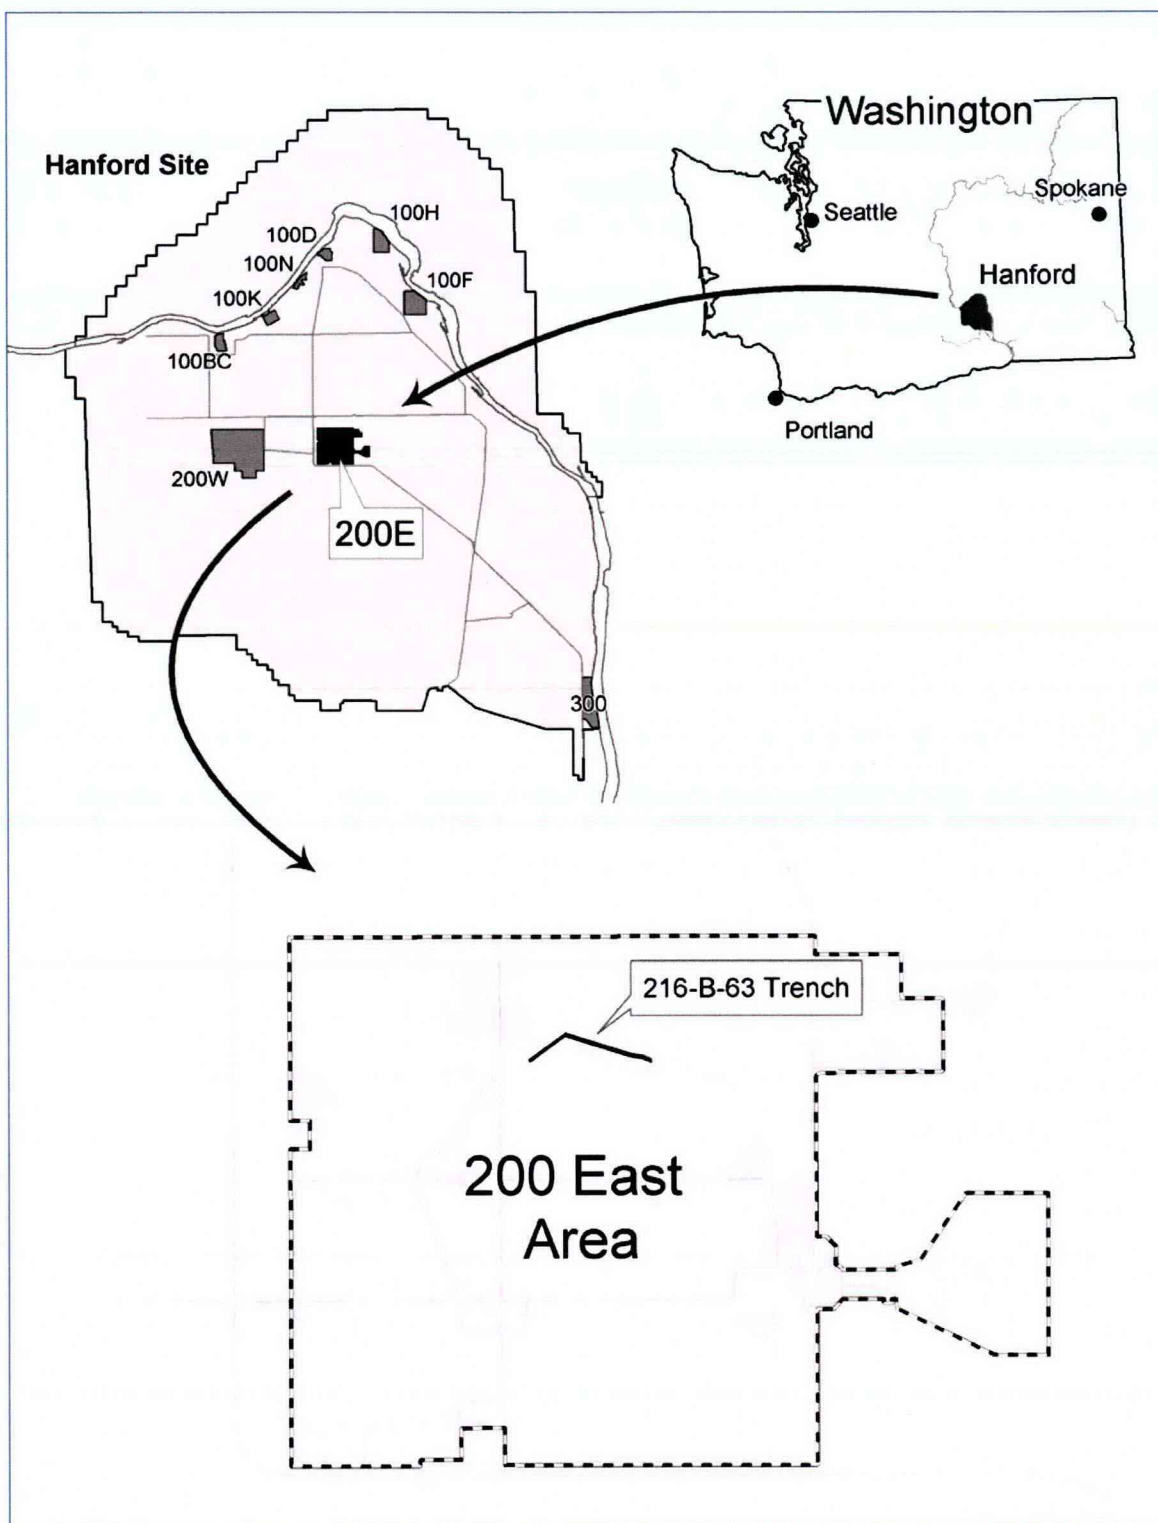 Washington
Hanford Site
Spokane
Seattle
100H
100D
100N
Hanford
100F
100K
100BC
Portland
200W
200E
300
216-B-63 Trench
200 East
Area